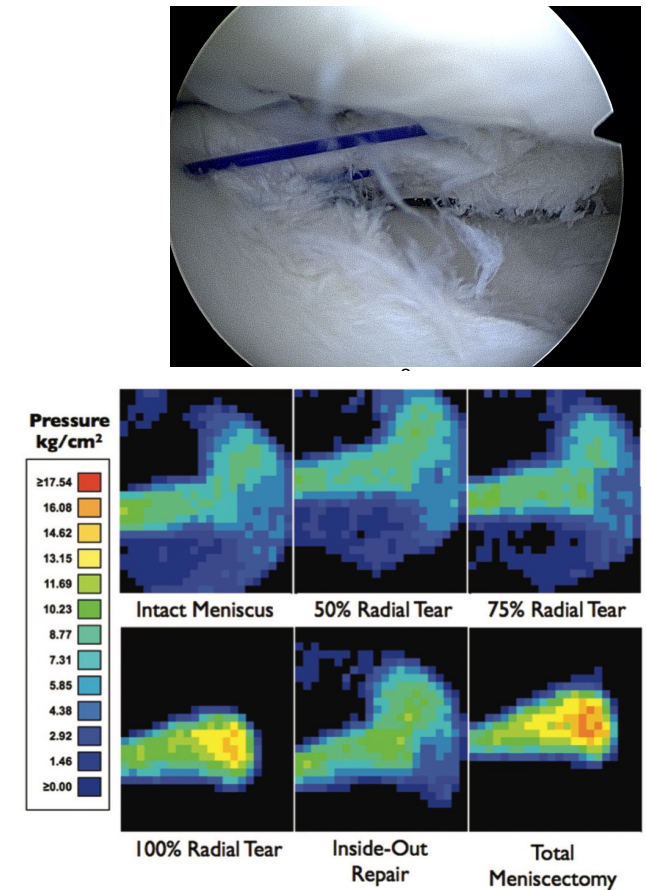 Pressure
kg/cm²
≥17.54
16.08
14.62
13.15
11.69
10.23
8.77
7.31
5.85
4.38
2.92
1.46
≥0.00
Intact Meniscus
50% Radial Tear
75% Radial Tear
100% Radial Tear
Inside-Out
Repair
Total
Meniscectomy